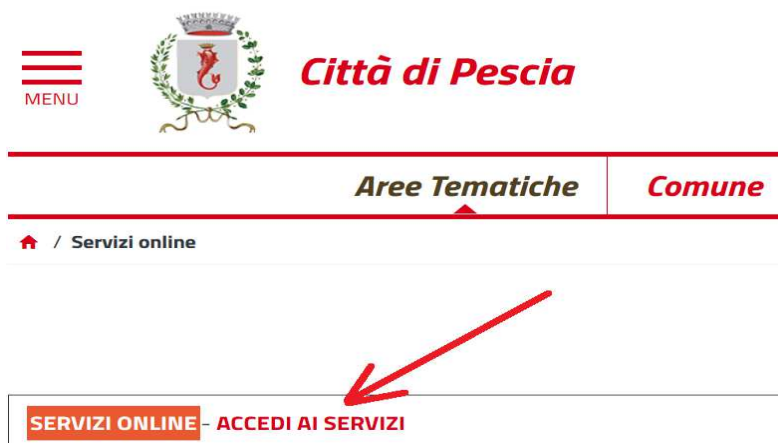 MENU
Città di Pescia
Aree Tematiche
Comune
/ Servizi online
SERVIZI ONLINE - ACCEDI AI SERVIZI